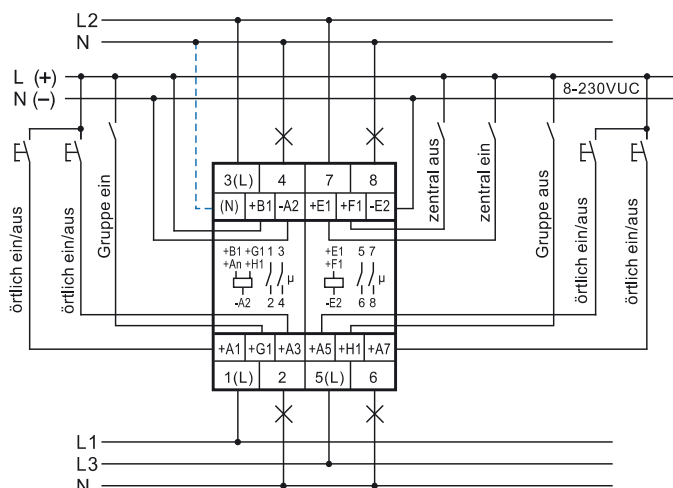 L2
N
L (+)
N (−)
8-230VUC
örtlich ein/aus
örtlich ein/aus
Gruppe ein
zentral aus
zentral ein
Gruppe aus
örtlich ein/aus
örtlich ein/aus
3(L) 4 7 8
(N) +B1 -A2 +E1 +F1 -E2
+B1 +G1 1 3
+An +H1
µ
-A2 2 4
+E1 5 7
+F1
µ
-E2 6 8
+A1 +G1 +A3 +A5 +H1 +A7
1(L) 2 5(L) 6
L1
L3
N